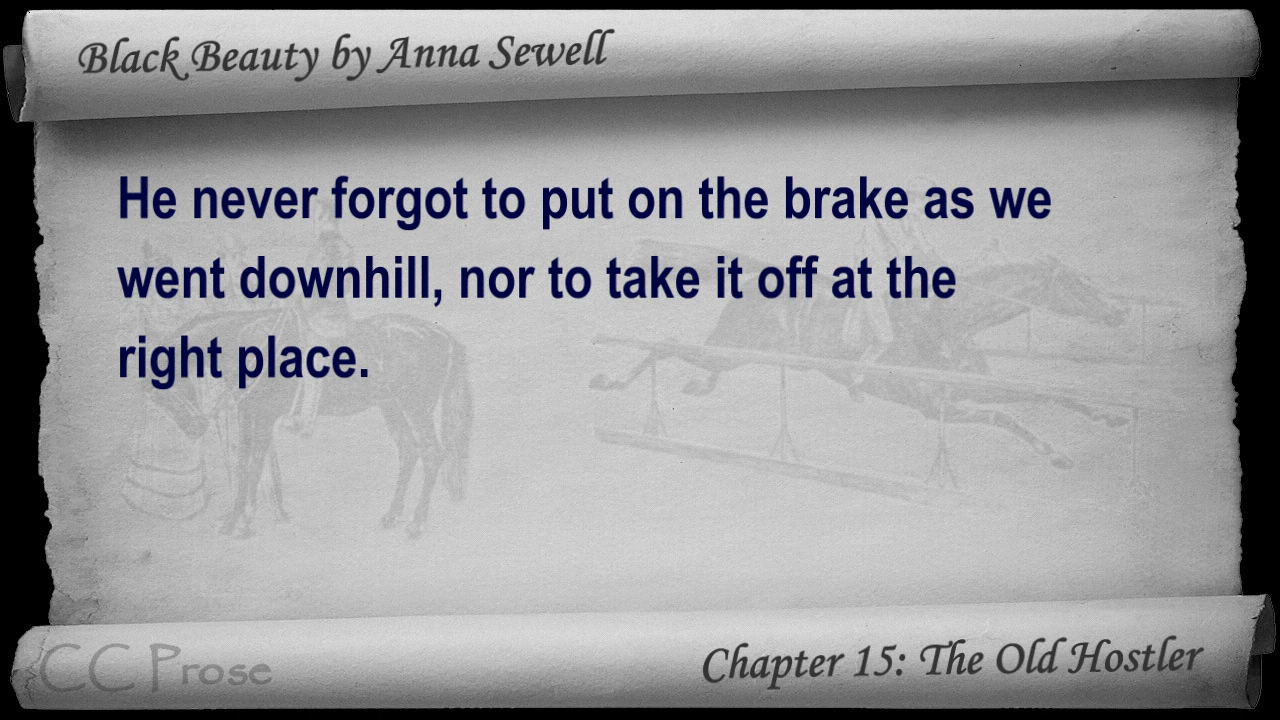 Black Beauty by Anna Sewell
He never forgot to put on the brake as we
went downhill, nor to take it off at the
right place.
CC Prose
Chapter 15: The Old Hostler